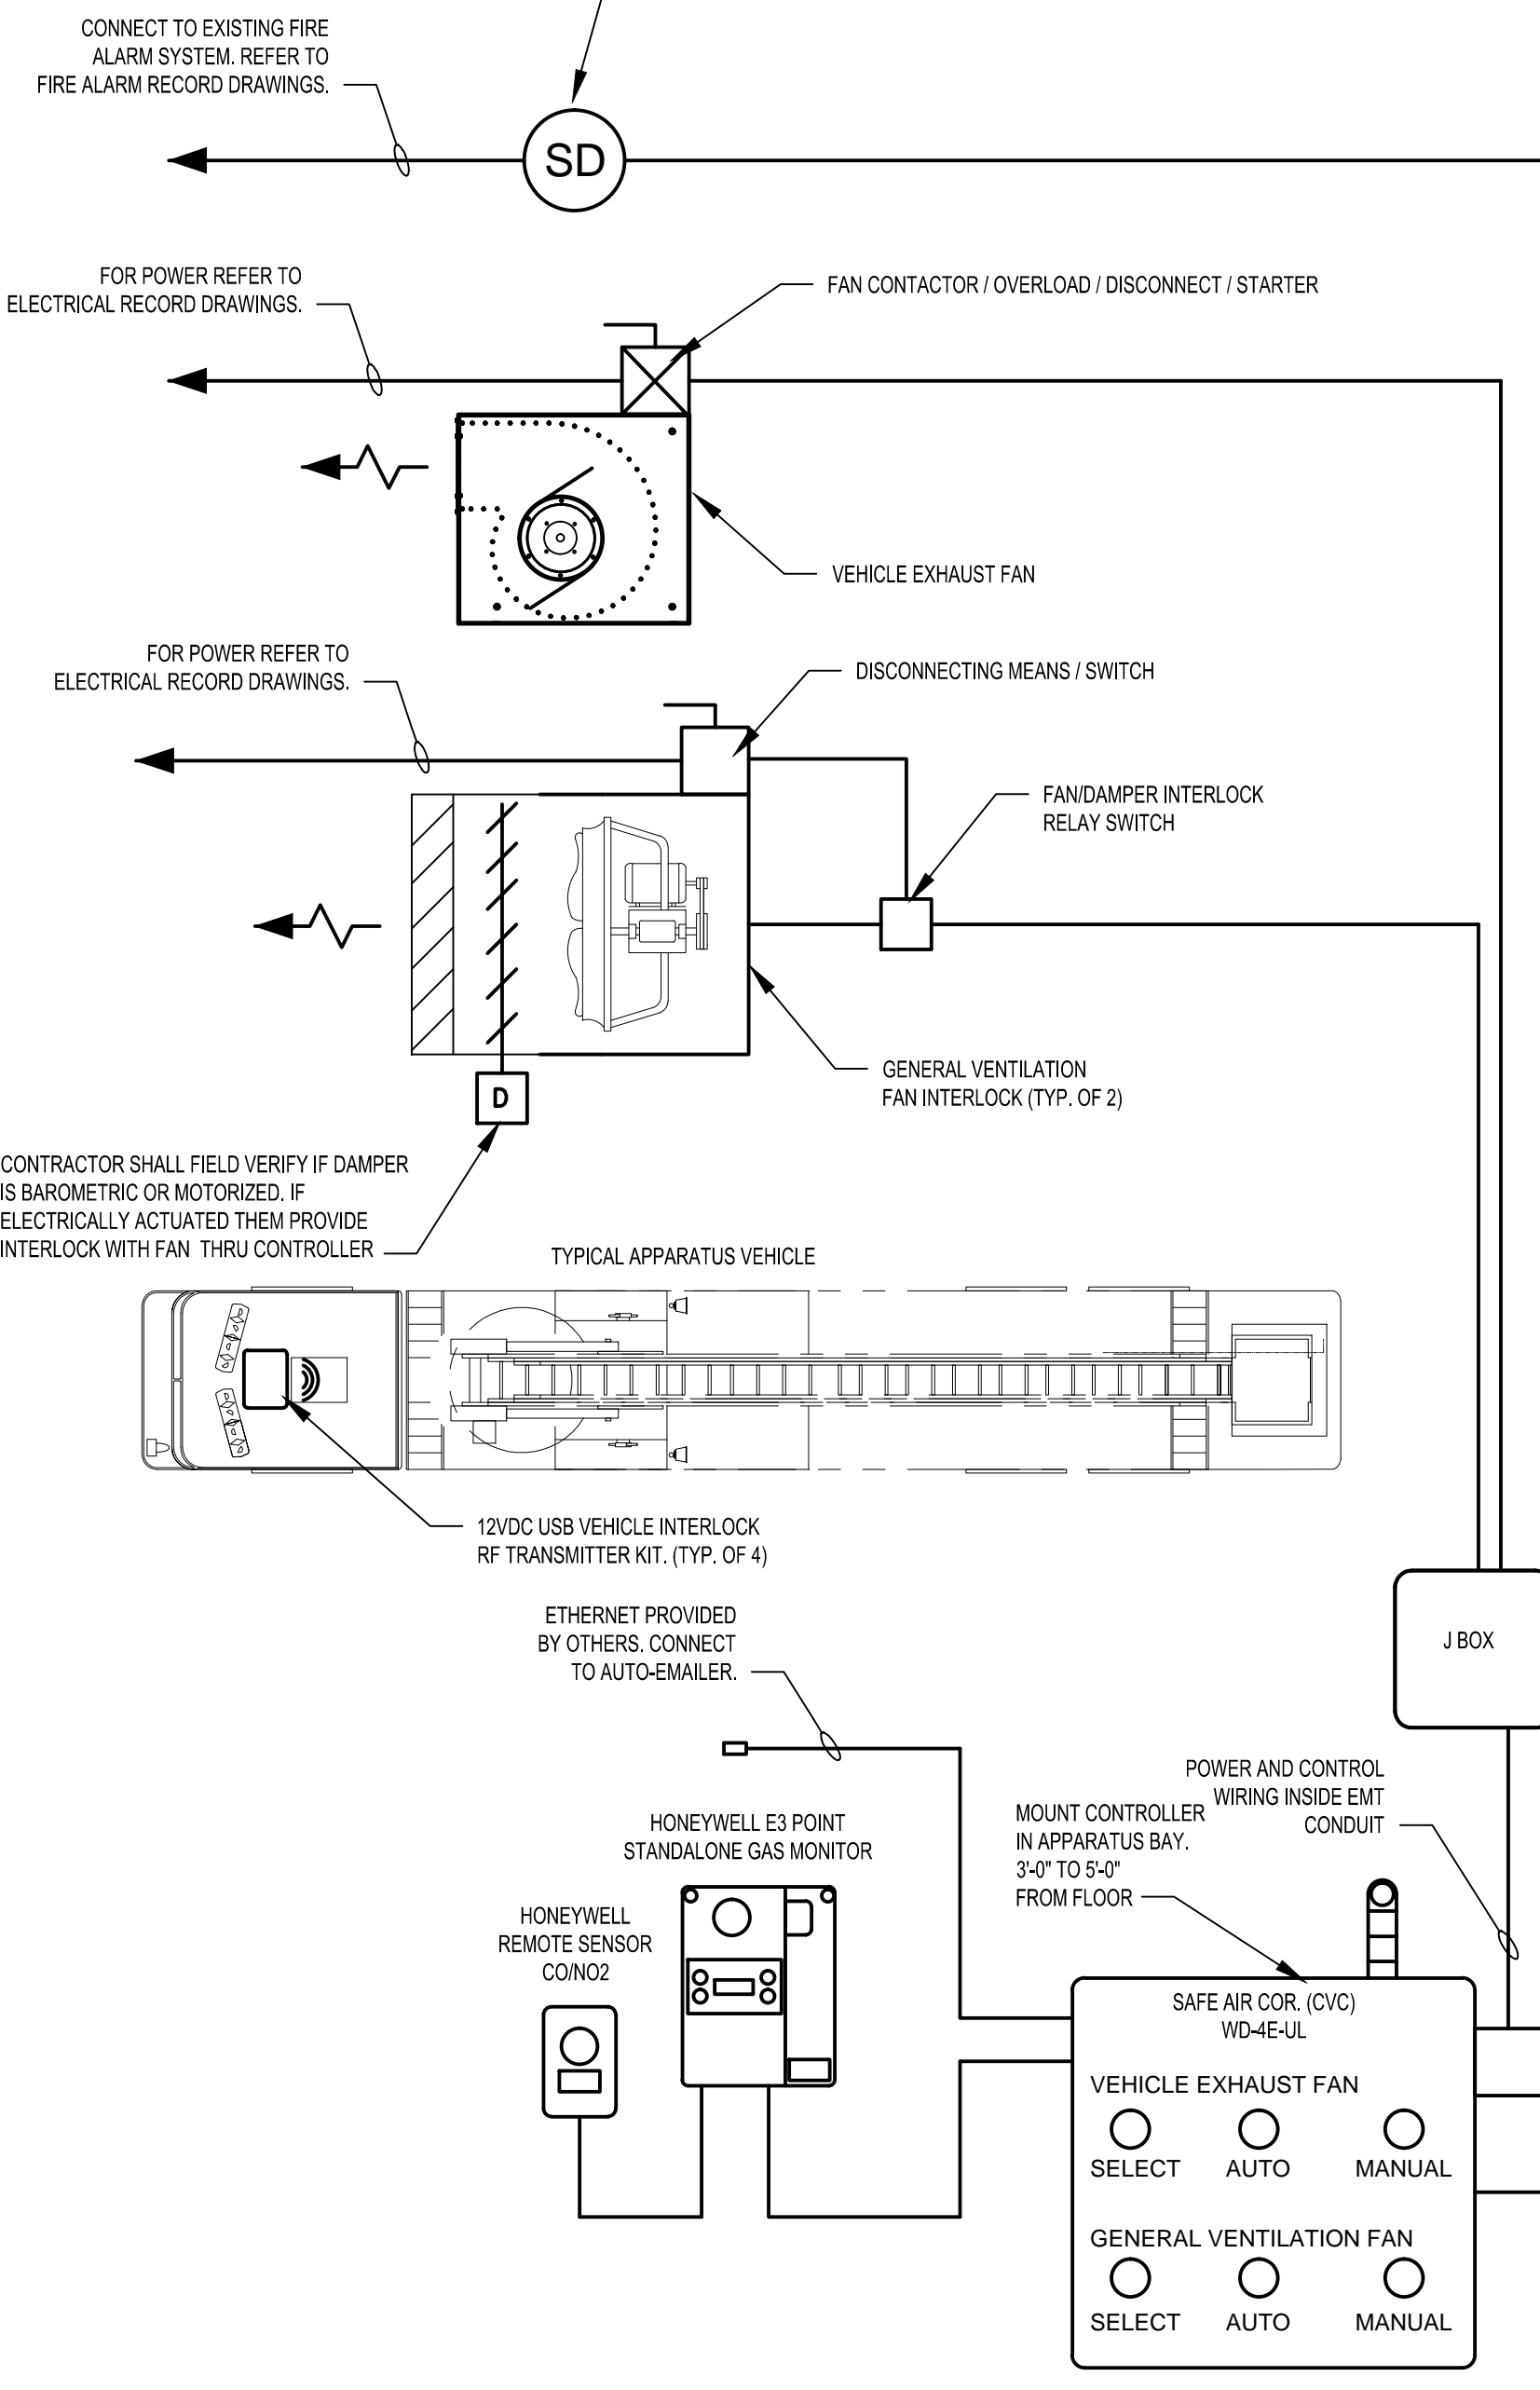 CONNECT TO EXISTING FIRE
ALARM SYSTEM. REFER TO
FIRE ALARM RECORD DRAWINGS.
SD
FOR POWER REFER TO
ELECTRICAL RECORD DRAWINGS.
FAN CONTACTOR / OVERLOAD / DISCONNECT / STARTER
VEHICLE EXHAUST FAN
FOR POWER REFER TO
ELECTRICAL RECORD DRAWINGS.
DISCONNECTING MEANS / SWITCH
FAN/DAMPER INTERLOCK
RELAY SWITCH
GENERAL VENTILATION
FAN INTERLOCK (TYP. OF 2)
D
CONTRACTOR SHALL FIELD VERIFY IF DAMPER
IS BAROMETRIC OR MOTORIZED. IF
ELECTRICALLY ACTUATED THEM PROVIDE
INTERLOCK WITH FAN  THRU CONTROLLER
TYPICAL APPARATUS VEHICLE
12VDC USB VEHICLE INTERLOCK
RF TRANSMITTER KIT. (TYP. OF 4)
ETHERNET PROVIDED
BY OTHERS. CONNECT
TO AUTO-EMAILER.
J BOX
POWER AND CONTROL
WIRING INSIDE EMT
CONDUIT
MOUNT CONTROLLER
IN APPARATUS BAY.
3'-0" TO 5'-0"
FROM FLOOR
HONEYWELL E3 POINT
STANDALONE GAS MONITOR
HONEYWELL
REMOTE SENSOR
CO/NO2
SAFE AIR COR. (CVC)
WD-4E-UL
VEHICLE EXHAUST FAN
SELECT AUTO MANUAL
GENERAL VENTILATION FAN
SELECT AUTO MANUAL